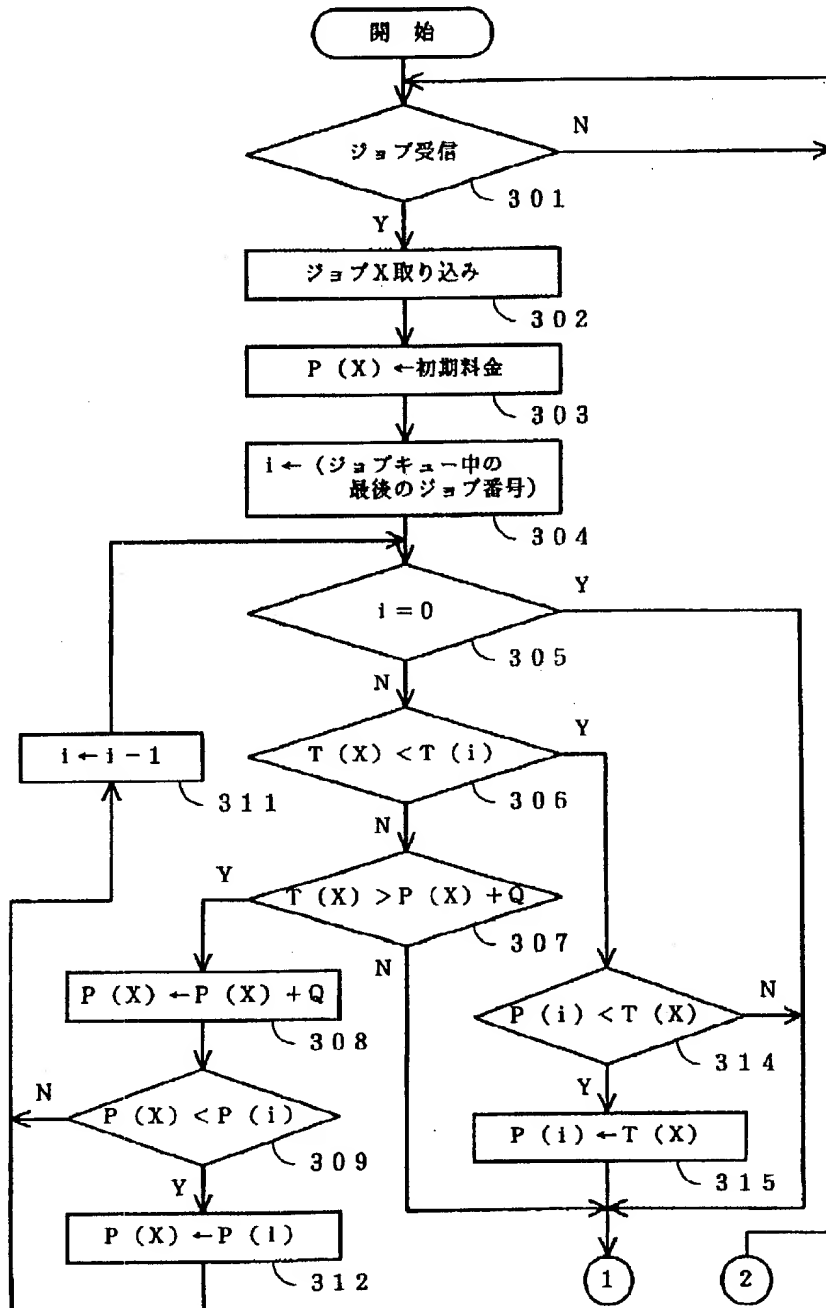 開 始
N
ジョブ受信
301
Y
ジョブX取り込み
302
P (X) ←初期料金
303
i← (ジョブキュー中の
最後のジョブ番号)
304
Y
i=0
305
N
Y
i←i-1
T (X) <T (i)
311
306
N
Y
T (X) >P (X) +Q
307
N
P (X) ←P (X) +Q
P (i) <T (X)
N
308
314
N
Y
P (X) <P (i)
P (i) ←T (X)
309
315
Y
P (X) ←P (i)
312
1
2